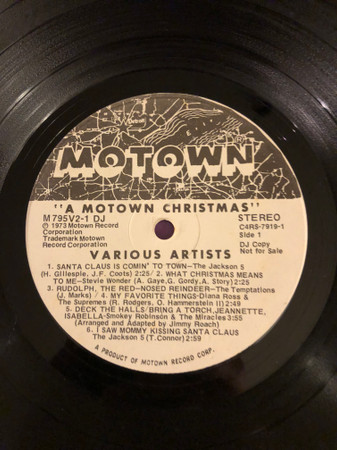 MOTOWN
"A MOTOWN CHRISTMAS"
M 795V2-1 DJ
℗ 1973 Motown Record
Corporation
Trademark Motown
Record Corporation
STEREO
C4RS-7919-1
Side 1
DJ Copy
Not for Sale
VARIOUS ARTISTS
1. SANTA CLAUS IS COMIN' TO TOWN-The Jackson 5
(H. Gillespie, J.F. Coots) 2:25/ 2. WHAT CHRISTMAS MEANS
TO ME-Stevie Wonder (A. Gaye, G. Gordy, A. Story) 2:25/
3. RUDOLPH, THE RED-NOSED REINDEER-The Temptations
(J. Marks) / 4. MY FAVORITE THINGS-Diana Ross &
The Supremes (R. Rodgers, O. Hammerstein II) 2:49/
5. DECK THE HALLS/BRING A TORCH, JEANNETTE,
ISABELLA-Smokey Robinson & The Miracles 3:55
(Arranged and Adapted by Jimmy Roach)
6. I SAW MOMMY KISSING SANTA CLAUS
The Jackson 5 (T. Connor) 2:59
A PRODUCT OF MOTOWN RECORD CORP.